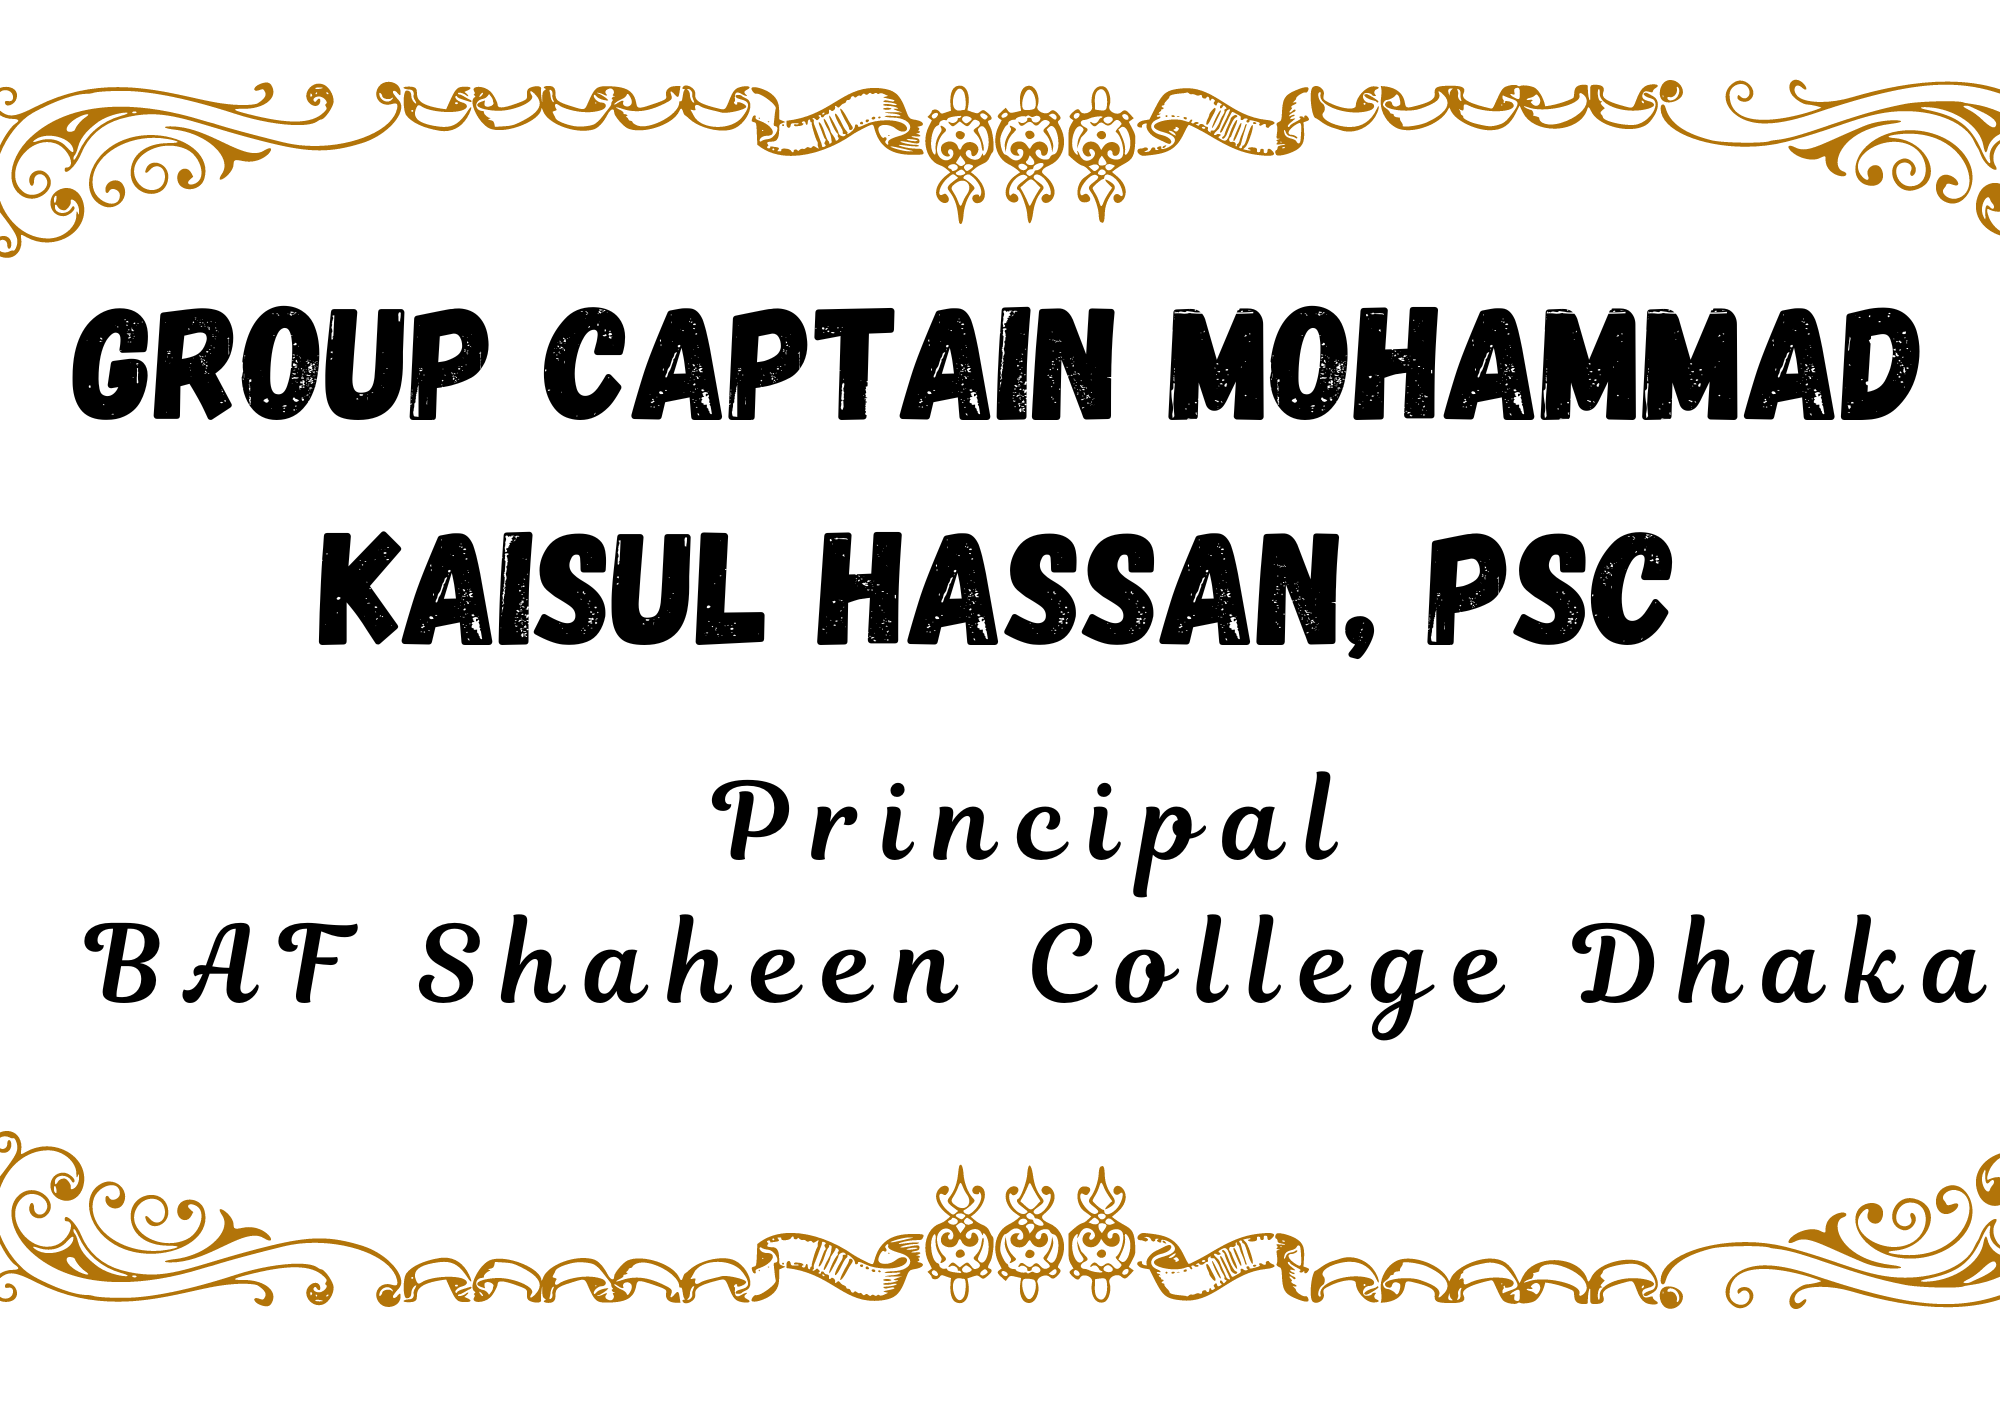 GROUP CAPTAIN MOHAMMAD
KAISUL HASSAN, PSC
Principal
BAF Shaheen College Dhaka